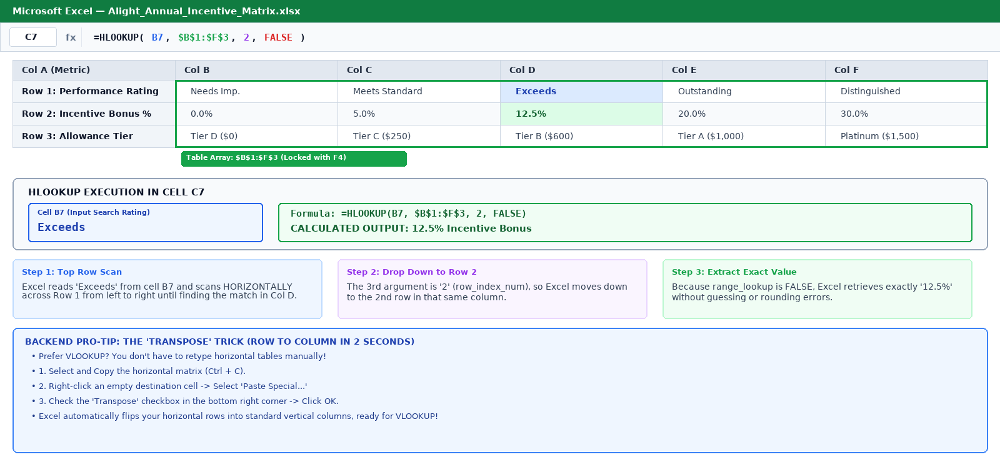 Microsoft Excel — Alight_Annual_Incentive_Matrix.xlsx
C7 fx =HLOOKUP( B7, $B$1:$F$3, 2, FALSE )
Col A (Metric) Col B Col C Col D Col E Col F
Row 1: Performance Rating Needs Imp. Meets Standard Exceeds Outstanding Distinguished
Row 2: Incentive Bonus % 0.0% 5.0% 12.5% 20.0% 30.0%
Row 3: Allowance Tier Tier D ($0) Tier C ($250) Tier B ($600) Tier A ($1,000) Platinum ($1,500)
Table Array: $B$1:$F$3 (Locked with F4)
HLOOKUP EXECUTION IN CELL C7
Cell B7 (Input Search Rating)
Exceeds
Formula: =HLOOKUP(B7, $B$1:$F$3, 2, FALSE)
CALCULATED OUTPUT: 12.5% Incentive Bonus
Step 1: Top Row Scan
Excel reads 'Exceeds' from cell B7 and scans HORIZONTALLY
across Row 1 from left to right until finding the match in Col D.
Step 2: Drop Down to Row 2
The 3rd argument is '2' (row_index_num), so Excel moves down
to the 2nd row in that same column.
Step 3: Extract Exact Value
Because range_lookup is FALSE, Excel retrieves exactly '12.5%'
without guessing or rounding errors.
BACKEND PRO-TIP: THE 'TRANSPOSE' TRICK (ROW TO COLUMN IN 2 SECONDS)
• Prefer VLOOKUP? You don't have to retype horizontal tables manually!
• 1. Select and Copy the horizontal matrix (Ctrl + C).
• 2. Right-click an empty destination cell -> Select 'Paste Special...'
• 3. Check the 'Transpose' checkbox in the bottom right corner -> Click OK.
• Excel automatically flips your horizontal rows into standard vertical columns, ready for VLOOKUP!